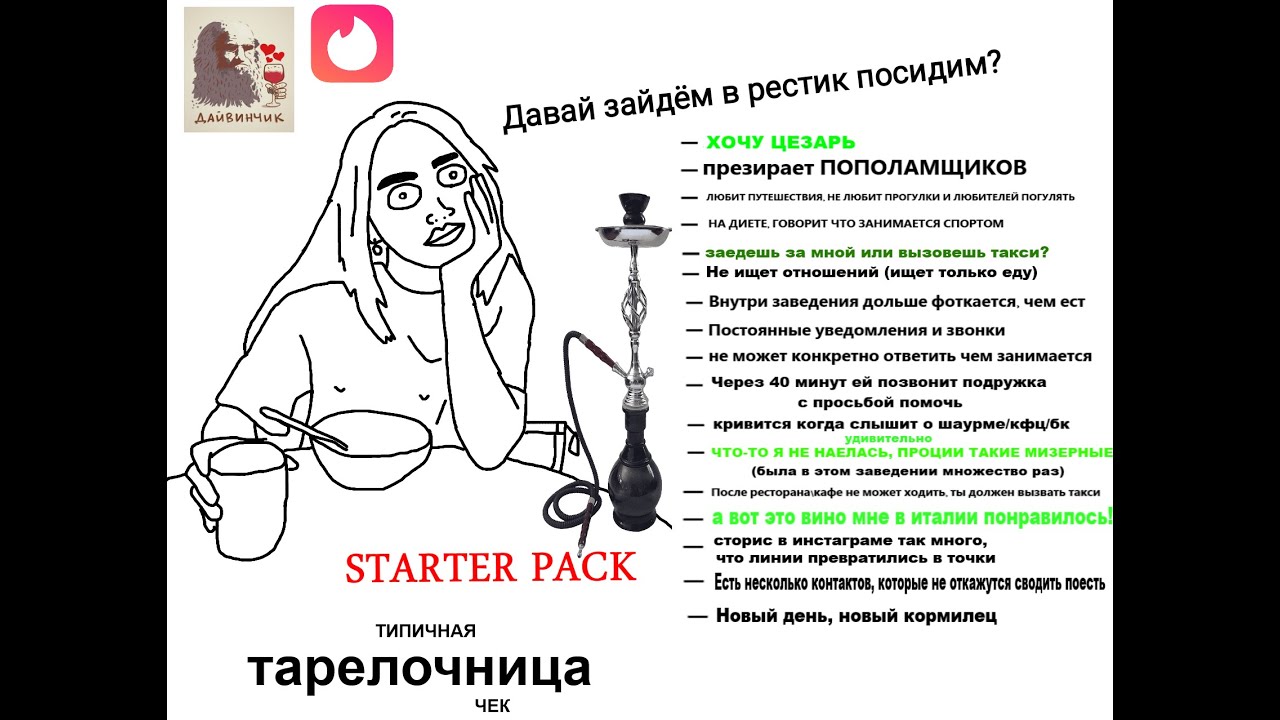 ДАЙВИНЧИК
Давай зайдём в рестик посидим?
— ХОЧУ ЦЕЗАРЬ
— презирает ПОПОЛАМЩИКОВ
— ЛЮБИТ ПУТЕШЕСТВИЯ, НЕ ЛЮБИТ ПРОГУЛКИ И ЛЮБИТЕЛЕЙ ПОГУЛЯТЬ
— НА ДИЕТЕ, ГОВОРИТ ЧТО ЗАНИМАЕТСЯ СПОРТОМ
— заедешь за мной или вызовешь такси?
— Не ищет отношений (ищет только еду)
— Внутри заведения дольше фоткается, чем ест
— Постоянные уведомления и звонки
— не может конкретно ответить чем занимается
— Через 40 минут ей позвонит подружка
с просьбой помочь
— кривится когда слышит о шаурме/кфц/бк
удивительно
— ЧТО-ТО Я НЕ НАЕЛАСЬ, ПРОЦИИ ТАКИЕ МИЗЕРНЫЕ
(была в этом заведении множество раз)
— После ресторана\кафе не может ходить, ты должен вызвать такси
— а вот это вино мне в италии понравилось!
— сторис в инстаграме так много,
что линии превратились в точки
— Есть несколько контактов, которые не откажутся сводить поесть
— Новый день, новый кормилец
STARTER PACK
ТИПИЧНАЯ
тарелочница
ЧЕК